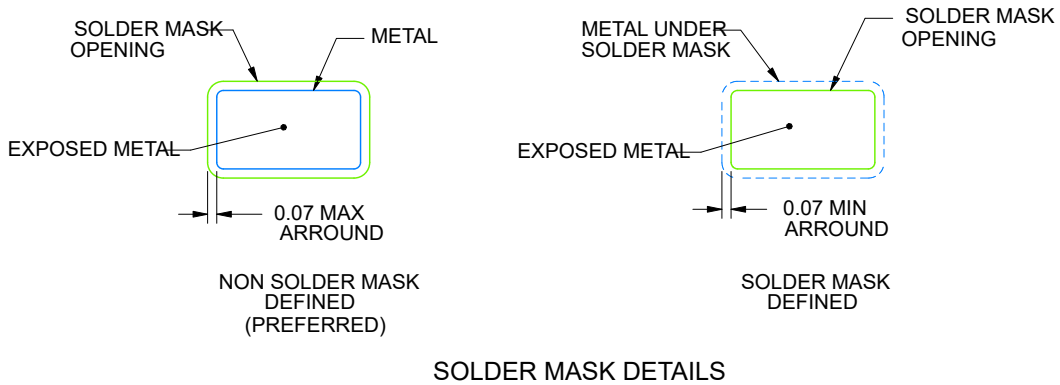 SOLDER MASK
OPENING
METAL
EXPOSED METAL
0.07 MAX
ARROUND
NON SOLDER MASK
DEFINED
(PREFERRED)
METAL UNDER
SOLDER MASK
SOLDER MASK
OPENING
EXPOSED METAL
0.07 MIN
ARROUND
SOLDER MASK
DEFINED
SOLDER MASK DETAILS